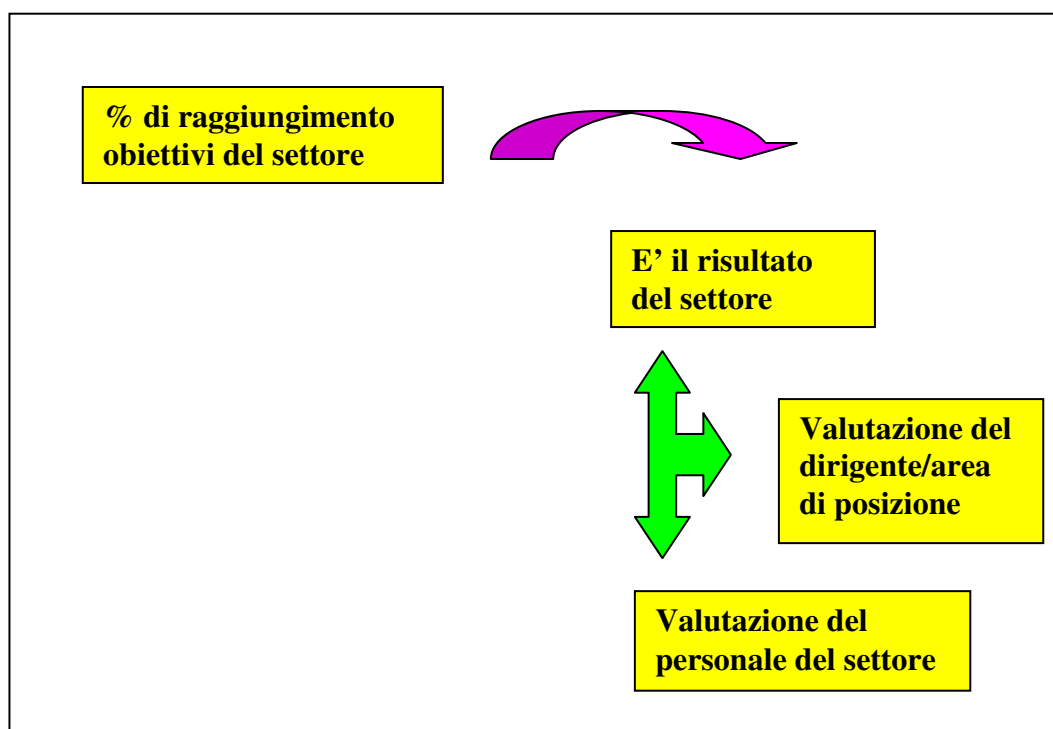 % di raggiungimento
obiettivi del settore
E’ il risultato
del settore
Valutazione del
dirigente/area
di posizione
Valutazione del
personale del settore